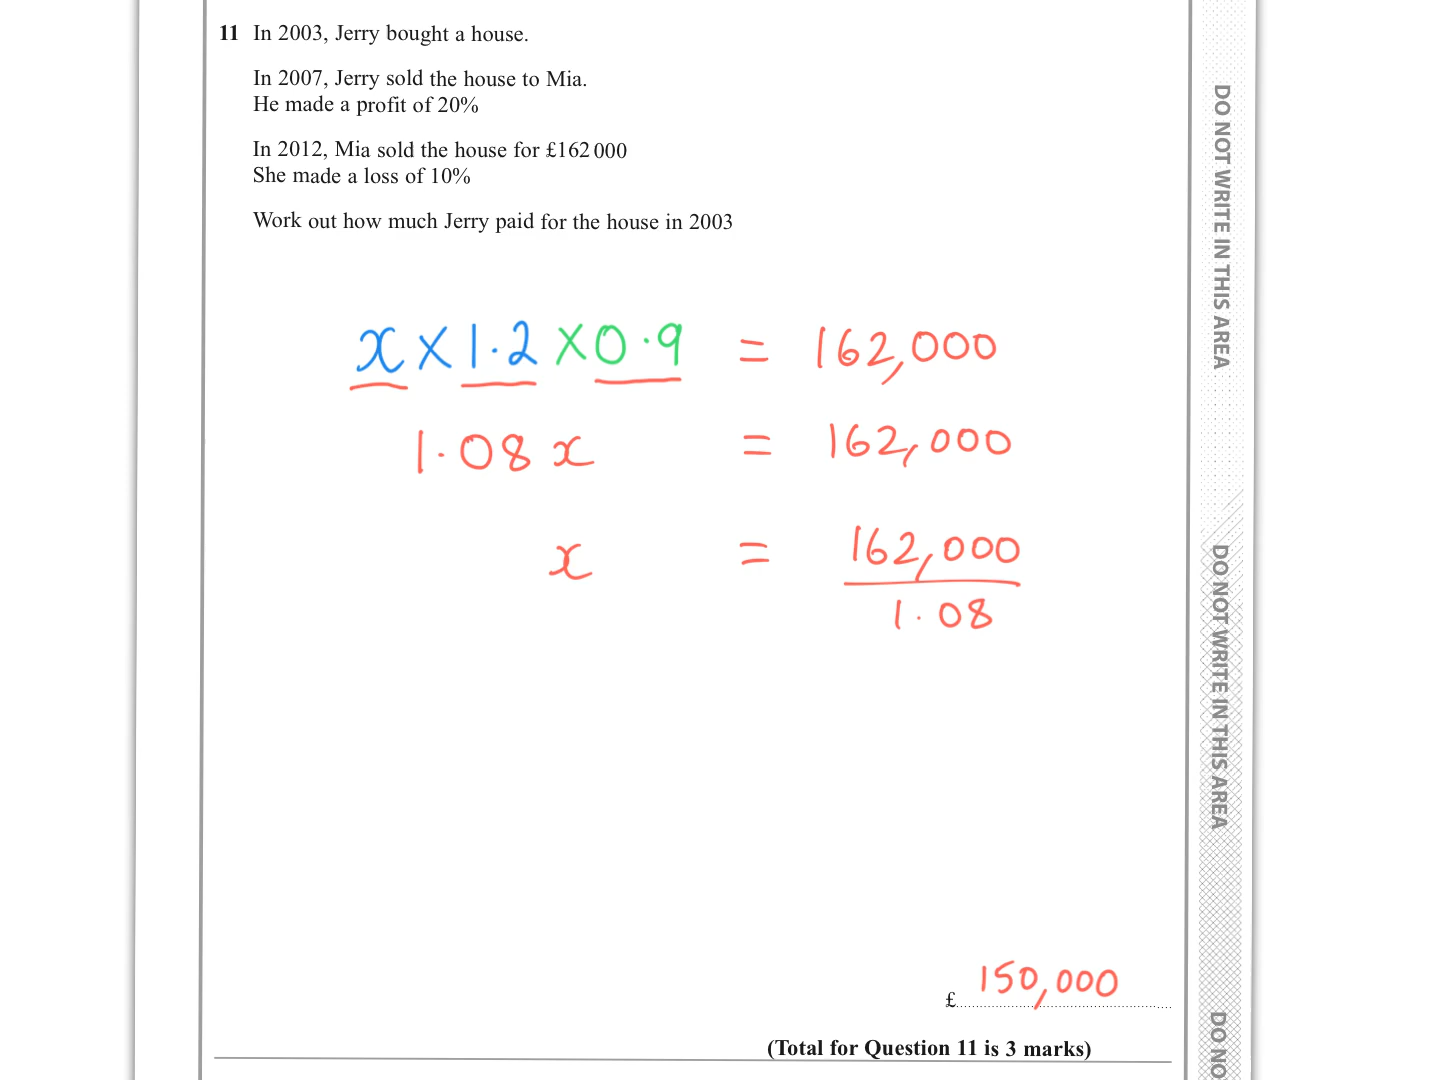 11 In 2003, Jerry bought a house.
In 2007, Jerry sold the house to Mia.
He made a profit of 20%
In 2012, Mia sold the house for £162 000
She made a loss of 10%
Work out how much Jerry paid for the house in 2003
x × 1.2 × 0.9 = 162,000
1.08 x = 162,000
x = 162,000
1.08
£ 150,000
(Total for Question 11 is 3 marks)
DO NOT WRITE IN THIS AREA
DO NOT WRITE IN THIS AREA
DO NO